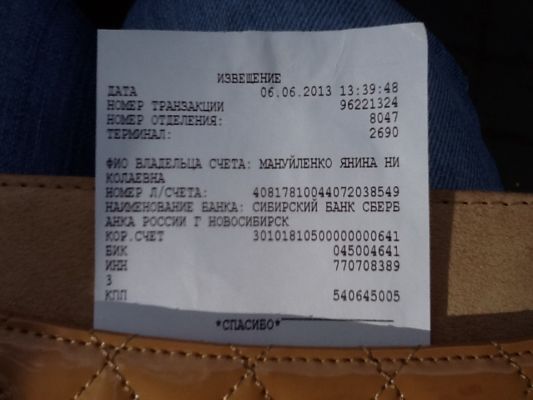 ИЗВЕЩЕНИЕ
ДАТА 06.06.2013 13:39:48
НОМЕР ТРАНЗАКЦИИ 96221324
НОМЕР ОТДЕЛЕНИЯ: 8047
ТЕРМИНАЛ: 2690
ФИО ВЛАДЕЛЬЦА СЧЕТА: МАНУЙЛЕНКО ЯНИНА НИ
КОЛАЕВНА
НОМЕР Л/СЧЕТА: 40817810044072038549
НАИМЕНОВАНИЕ БАНКА: СИБИРСКИЙ БАНК СБЕРБ
АНКА РОССИИ Г НОВОСИБИРСК
КОР.СЧЕТ 30101810500000000641
БИК 045004641
ИНН 770708389
3
КПП 540645005
*СПАСИБО*